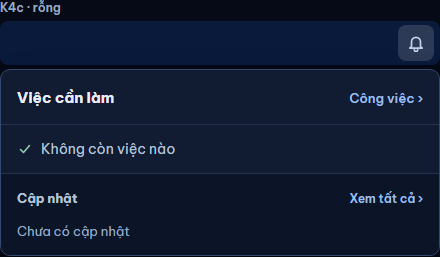 K4c · rỗng
Việc cần làm
Công việc ›
Không còn việc nào
Cập nhật
Xem tất cả ›
Chưa có cập nhật